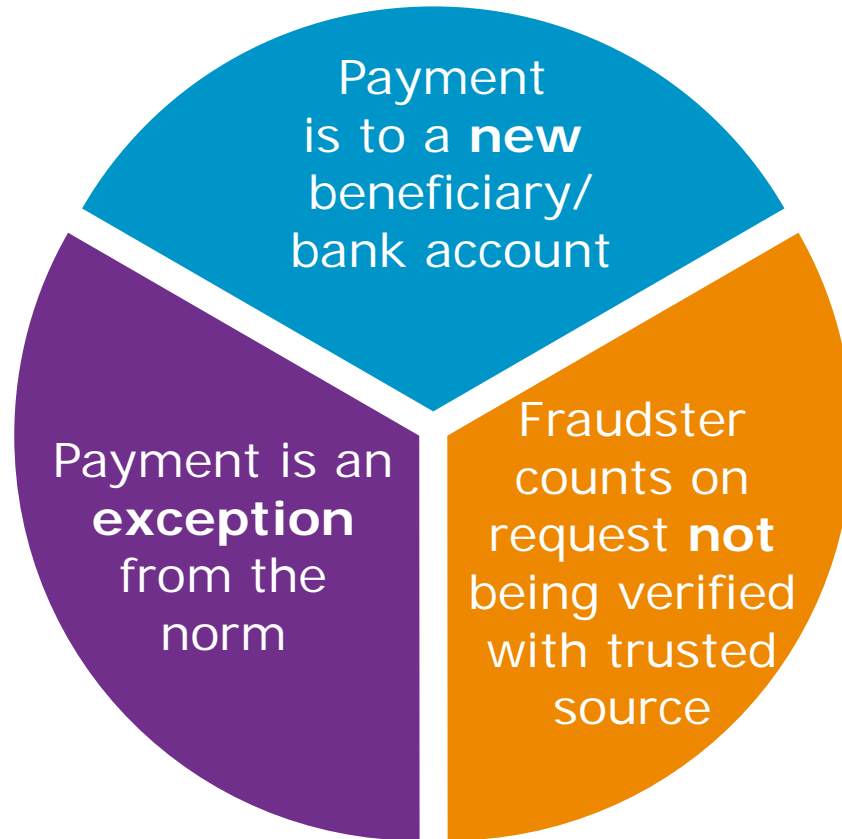 Payment
is to a new
beneficiary/
bank account
Payment is an
exception
from the
norm
Fraudster
counts on
request not
being verified
with trusted
source